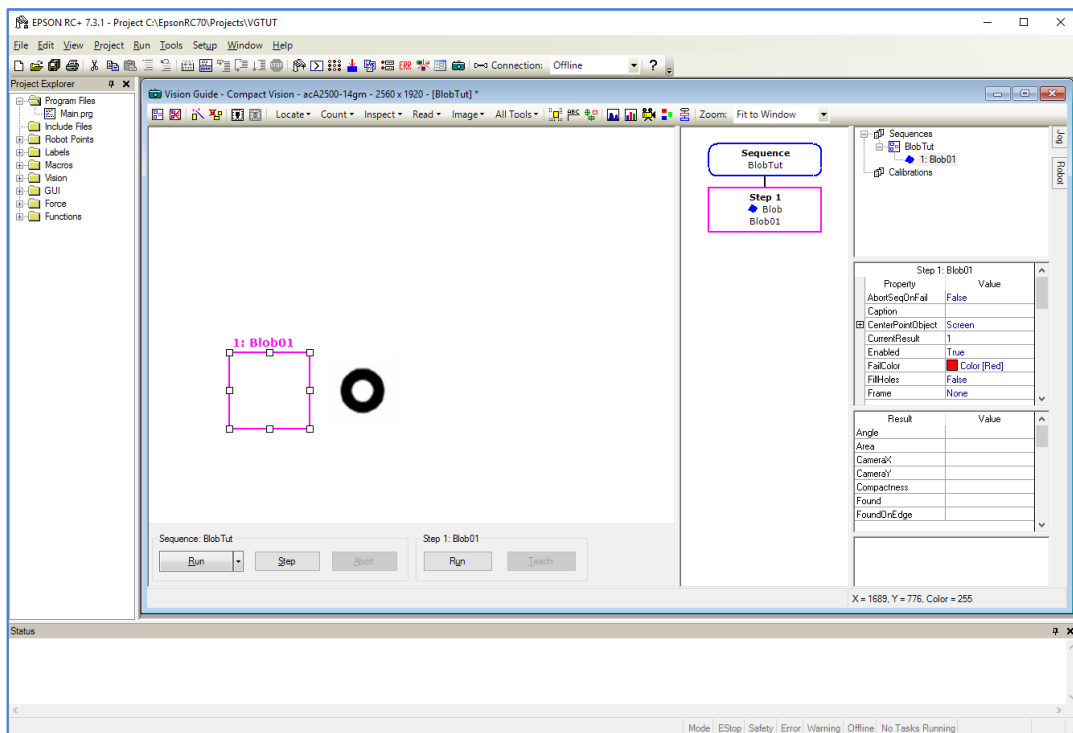 EPSON RC+ 7.3.1 - Project C:\EpsonRC70\Projects\VGTUT
File Edit View Project Run Tools Setup Window Help
ERR Connection: Offline ?
Project Explorer
Program Files
Main.prg
Include Files
Robot Points
Labels
Macros
Vision
GUI
Force
Functions
Vision Guide - Compact Vision - acA2500-14gm - 2560 x 1920 - [BlobTut] *
Locate Count Inspect Read Image All Tools ABC Zoom: Fit to Window
1: Blob01
Sequence
BlobTut
Step 1
Blob
Blob01
Sequences
BlobTut
1: Blob01
Calibrations
Jog
Robot
Step 1: Blob01
Property Value
AbortSeqOnFail False
Caption
CenterPointObject Screen
CurrentResult 1
Enabled True
FailColor Color [Red]
FillHoles False
Frame None
Result Value
Angle
Area
CameraX
CameraY
Compactness
Found
FoundOnEdge
Sequence: BlobTut
Run Step Abort
Step 1: Blob01
Run Teach
X = 1689, Y = 776, Color = 255
Status
Mode EStop Safety Error Warning Offline No Tasks Running